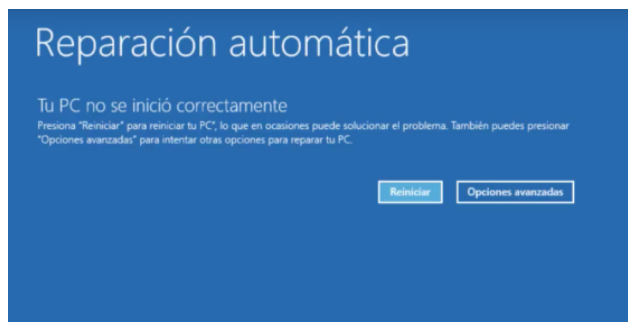 Reparación automática
Tu PC no se inició correctamente
Presiona "Reiniciar" para reiniciar tu PC", lo que en ocasiones puede solucionar el problema. También puedes presionar
"Opciones avanzadas" para intentar otras opciones para reparar tu PC.
Reiniciar Opciones avanzadas